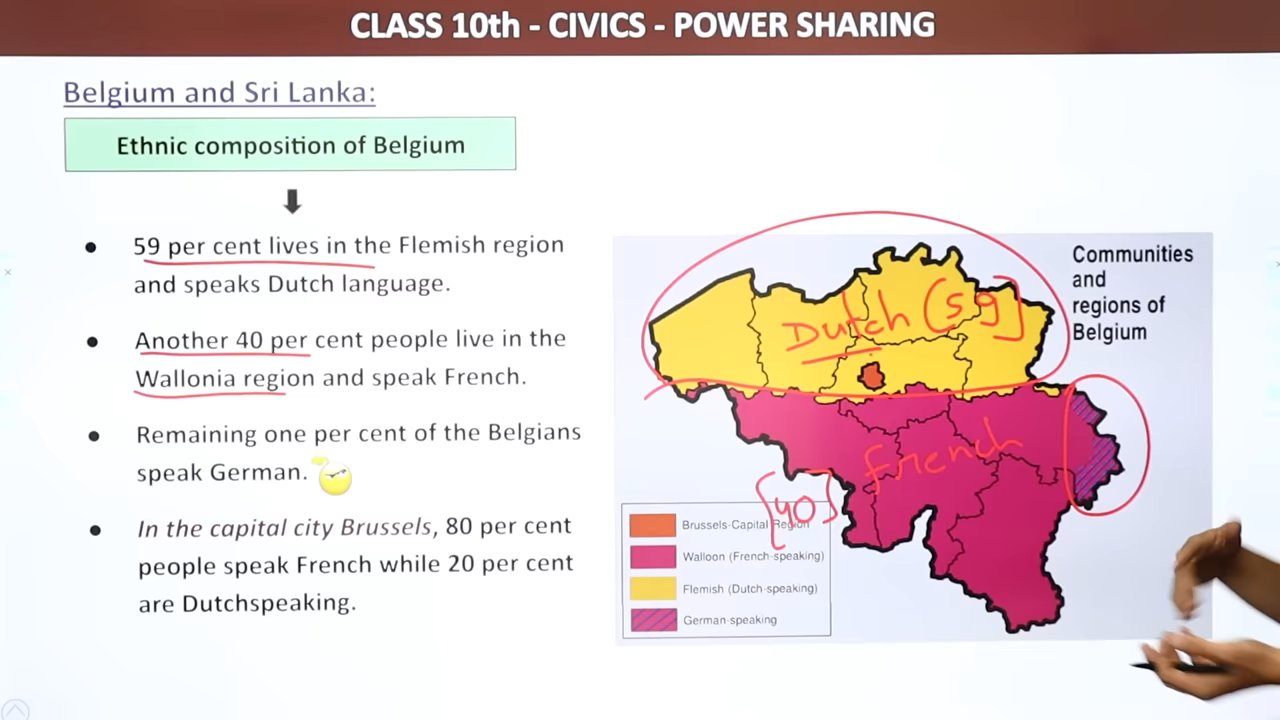 CLASS 10th - CIVICS - POWER SHARING
Belgium and Sri Lanka:
Ethnic composition of Belgium
59 per cent lives in the Flemish region
and speaks Dutch language.
Another 40 per cent people live in the
Wallonia region and speak French.
Remaining one per cent of the Belgians
speak German.
In the capital city Brussels, 80 per cent
people speak French while 20 per cent
are Dutchspeaking.
Communities
and
regions of
Belgium
Dutch (59]
French
[40]
Brussels-Capital Region
Walloon (French-speaking)
Flemish (Dutch-speaking)
German-speaking